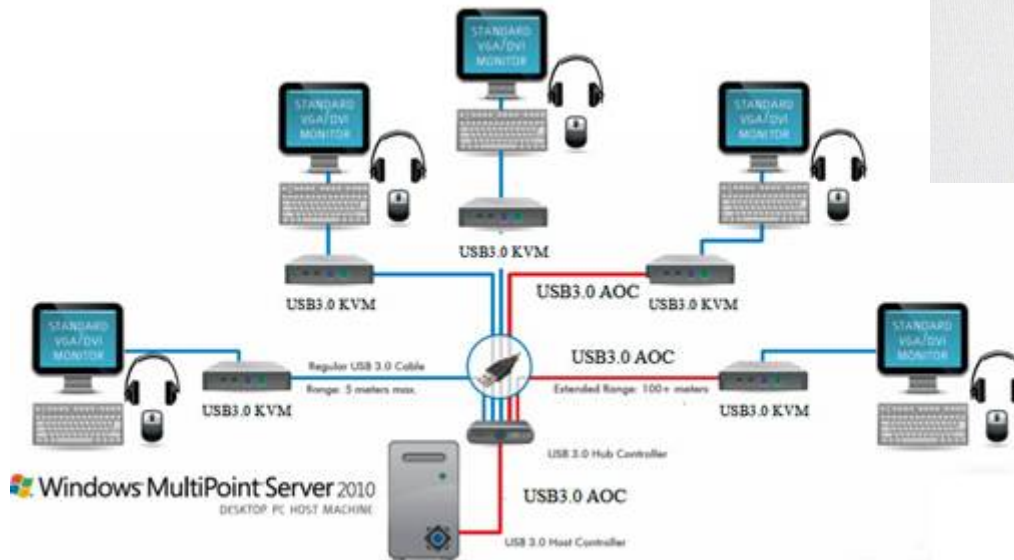 STANDARD
VGA/DVI
MONITOR
STANDARD
VGA/DVI
MONITOR
STANDARD
VGA/DVI
MONITOR
USB3.0 KVM
USB3.0 KVM
USB3.0 AOC
USB3.0 KVM
STANDARD
VGA/DVI
MONITOR
STANDARD
VGA/DVI
MONITOR
Regular USB 3.0 Cable
Range: 5 meters max.
USB3.0 AOC
Extended Range: 100+ meters
USB3.0 KVM
USB3.0 KVM
USB 3.0 Hub Controller
Windows MultiPoint Server 2010
DESKTOP PC HOST MACHINE
USB3.0 AOC
USB 3.0 Host Controller